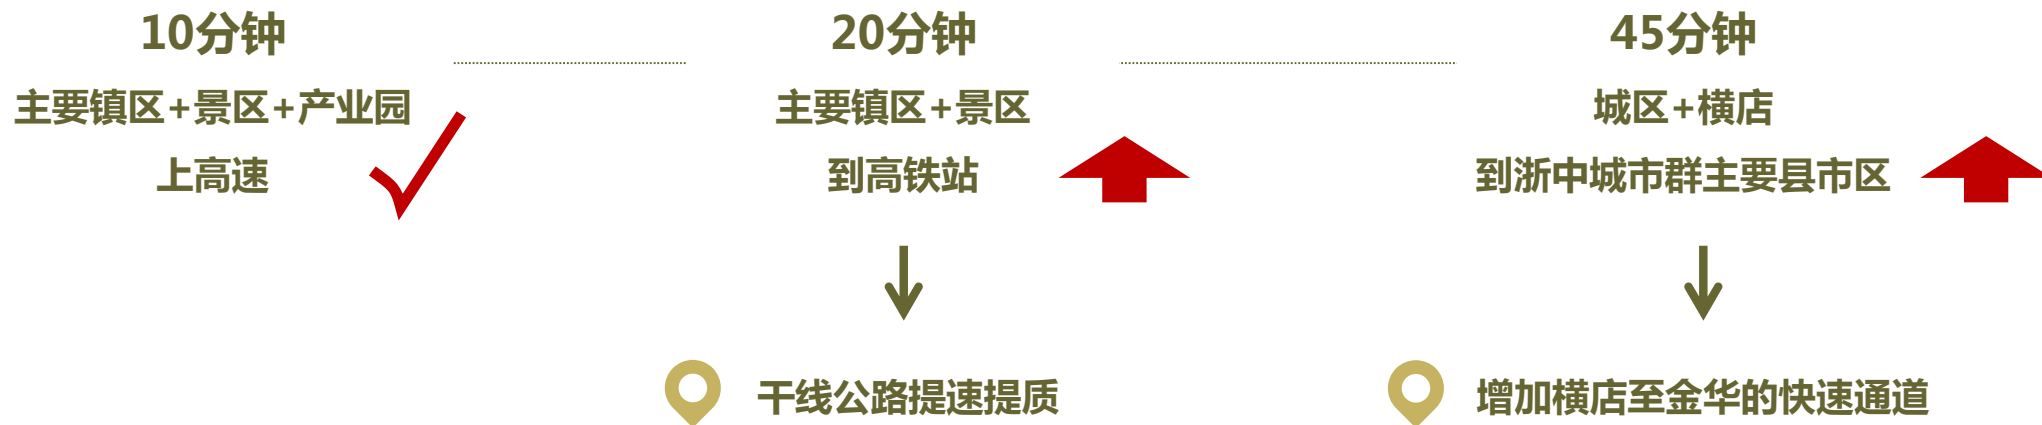 10分钟
主要镇区+景区+产业园
上高速
20分钟
主要镇区+景区
到高铁站
干线公路提速提质
45分钟
城区+横店
到浙中城市群主要县市区
增加横店至金华的快速通道